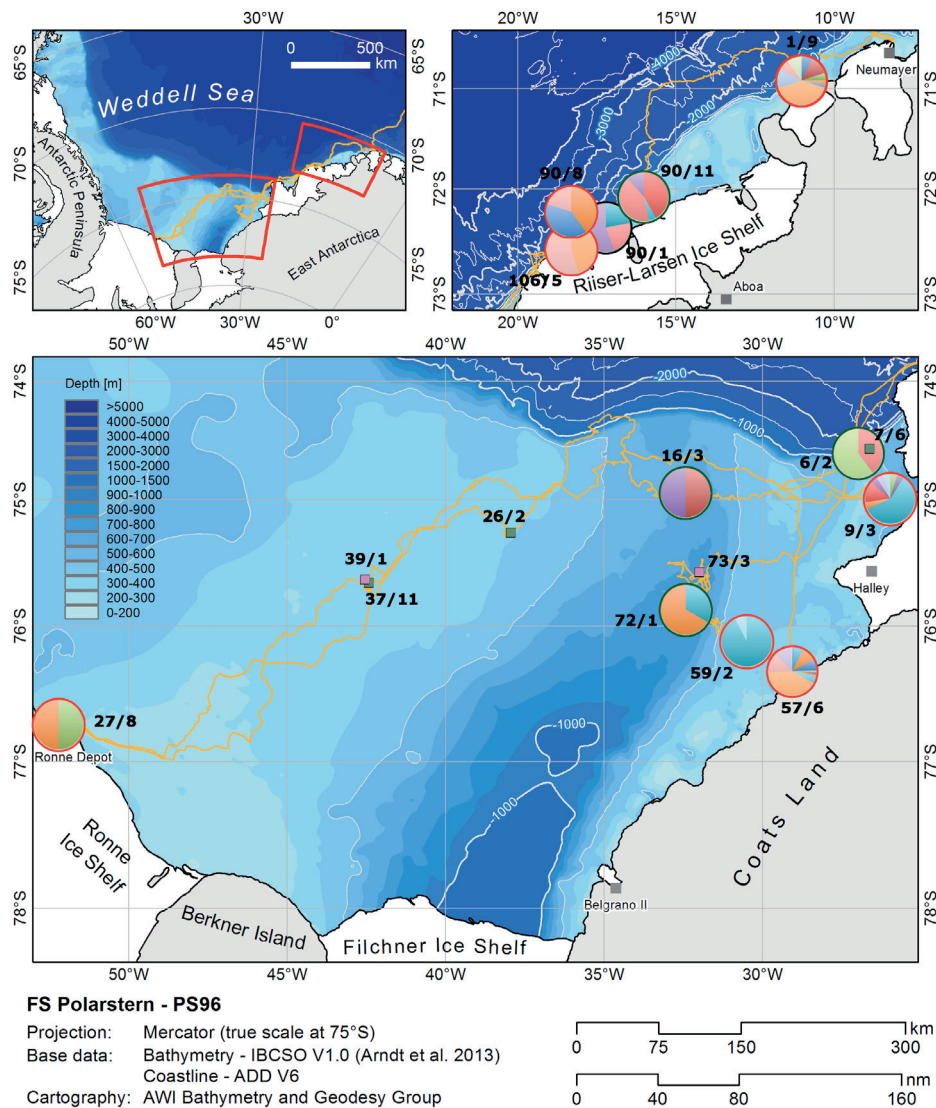 30°W
65°S
65°S
0 500
km
Weddell Sea
70°S
70°S
Antarctic Peninsula
East Antarctica
75°S
75°S
60°W 30°W 0°
20°W 15°W 10°W
1/9
Neumayer
71°S
71°S
-4000
-3000
-2000
90/8
90/11
72°S
72°S
90/1
106/5
Riiser-Larsen Ice Shelf
Aboa
73°S
73°S
20°W 15°W 10°W
50°W 45°W 40°W 35°W 30°W
74°S
74°S
Depth [m]
>5000
4000-5000
3000-4000
2000-3000
1500-2000
1000-1500
900-1000
800-900
700-800
600-700
500-600
400-500
300-400
200-300
0-200
-2000
-1000
7/6
6/2
16/3
75°S
75°S
9/3
26/2
39/1
73/3
Halley
37/11
72/1
76°S
76°S
59/2
57/6
27/8
Ronne Depot
77°S
77°S
-1000
-1000
Coats Land
Ronne
Ice Shelf
78°S
78°S
Belgrano II
Berkner Island
Filchner Ice Shelf
50°W 45°W 40°W 35°W 30°W
FS Polarstern - PS96
Projection: Mercator (true scale at 75°S)
Base data: Bathymetry - IBCSO V1.0 (Arndt et al. 2013)
Coastline - ADD V6
Cartography: AWI Bathymetry and Geodesy Group
km
0 75 150 300
nm
0 40 80 160